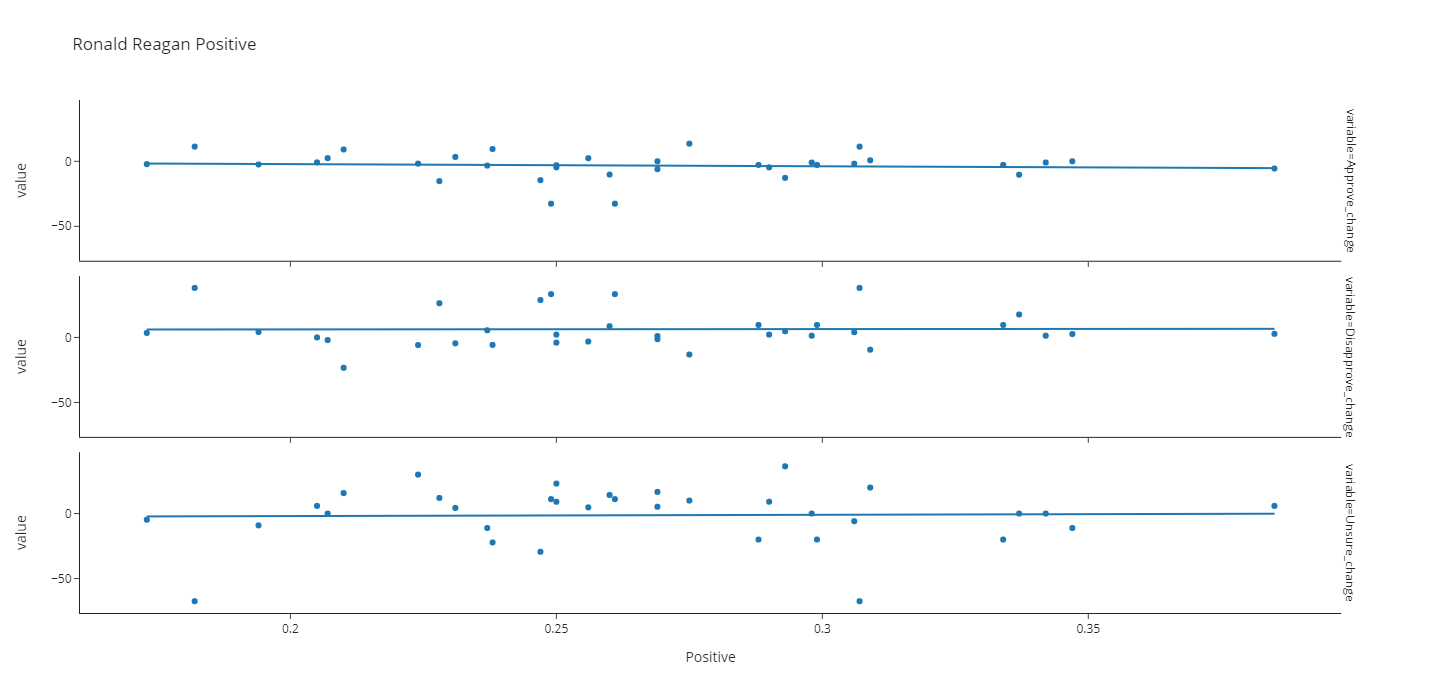 Ronald Reagan Positive
value
0
−50
variable=Approve_change
value
0
−50
variable=Disapprove_change
value
0
−50
variable=Unsure_change
0.2
0.25
0.3
0.35
Positive